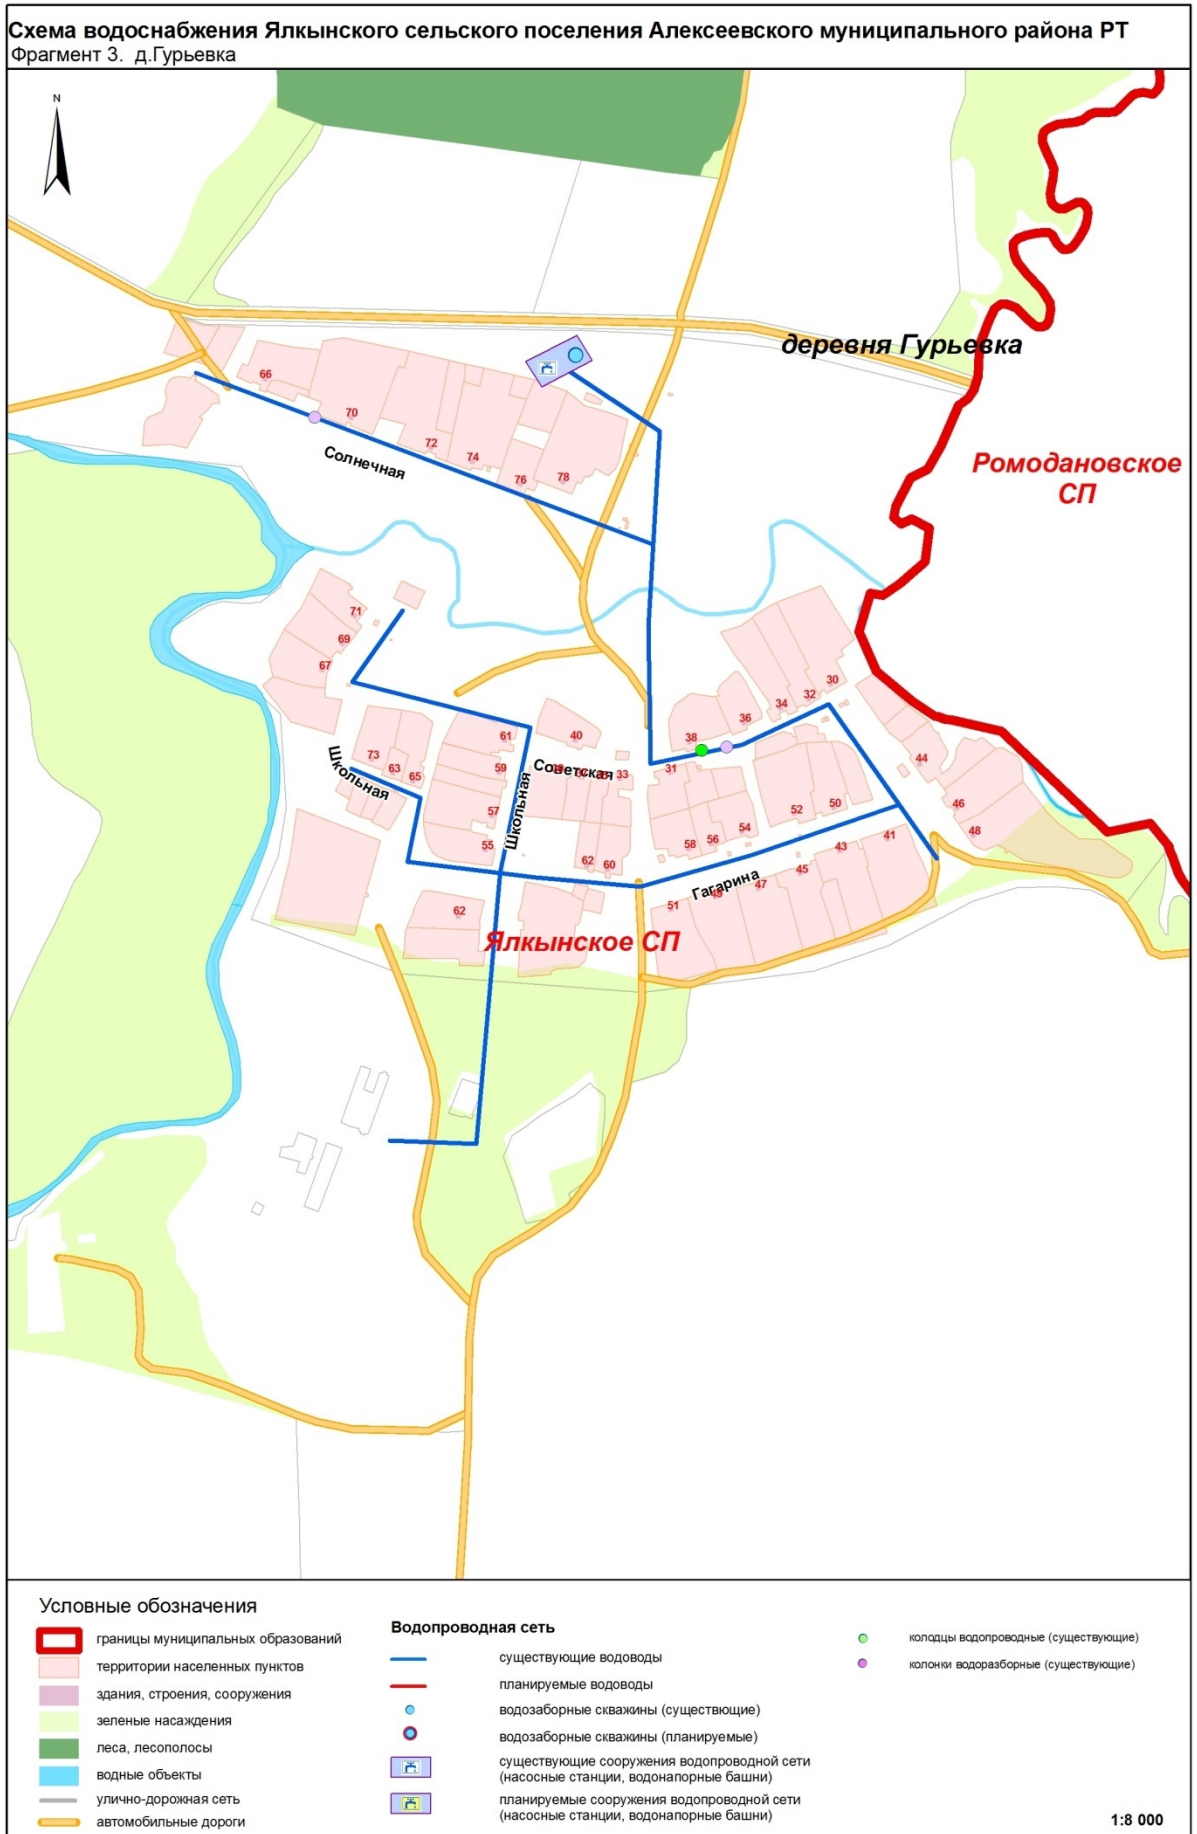 Схема водоснабжения Ялкынского сельского поселения Алексеевского муниципального района РТ
Фрагмент 3. д.Гурьевка
N
деревня Гурьевка
66
70
72
74
76
78
Солнечная
Ромодановское
СП
71
69
67
30
32
34
36
38
40
61
73
63
65
59
57
55
Школьная
Школьная
Советская
33
31
44
46
48
50
52
54
56
58
60
62
41
43
45
47
51
Гагарина
62
Ялкынское СП
Условные обозначения
границы муниципальных образований
территории населенных пунктов
здания, строения, сооружения
зеленые насаждения
леса, лесополосы
водные объекты
улично-дорожная сеть
автомобильные дороги
Водопроводная сеть
существующие водоводы
планируемые водоводы
водозаборные скважины (существующие)
водозаборные скважины (планируемые)
существующие сооружения водопроводной сети
(насосные станции, водонапорные башни)
планируемые сооружения водопроводной сети
(насосные станции, водонапорные башни)
колодцы водопроводные (существующие)
колонки водоразборные (существующие)
1:8 000